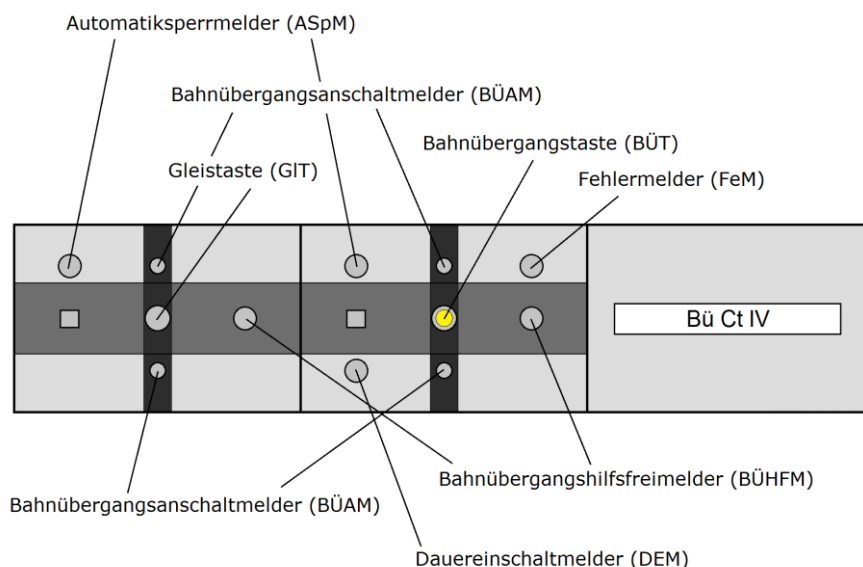 Automatiksperrmelder (ASpM)
Bahnübergangsanschaltmelder (BÜAM)
Bahnübergangstaste (BÜT)
Gleistaste (GlT)
Fehlermelder (FeM)
Bü Ct IV
Bahnübergangshilfsfreimelder (BÜHFM)
Bahnübergangsanschaltmelder (BÜAM)
Dauereinschaltmelder (DEM)